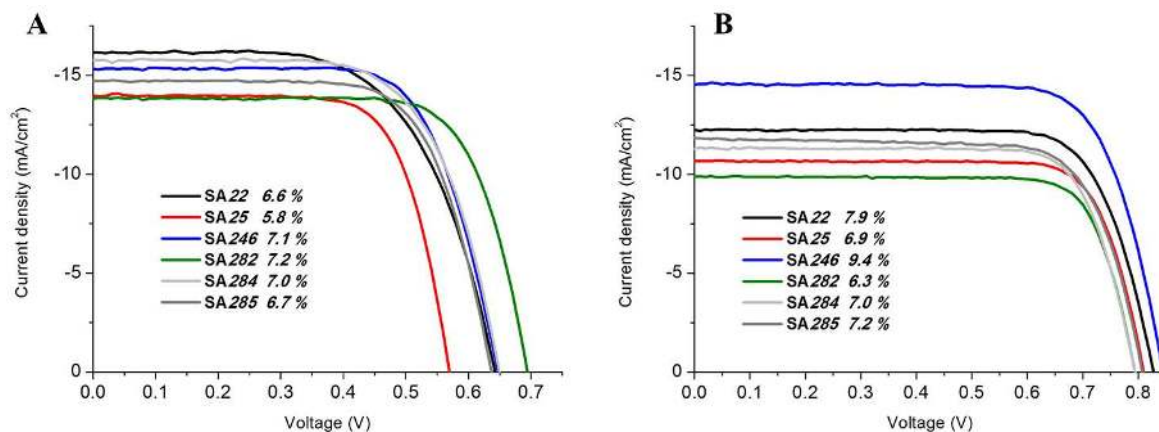 A
Current density (mA/cm²)
-15
-10
-5
0
SA22 6.6 %
SA25 5.8 %
SA246 7.1 %
SA282 7.2 %
SA284 7.0 %
SA285 6.7 %
0.0 0.1 0.2 0.3 0.4 0.5 0.6 0.7
Voltage (V)
B
Current density (mA/cm²)
-15
-10
-5
0
SA22 7.9 %
SA25 6.9 %
SA246 9.4 %
SA282 6.3 %
SA284 7.0 %
SA285 7.2 %
0.0 0.1 0.2 0.3 0.4 0.5 0.6 0.7 0.8
Voltage (V)